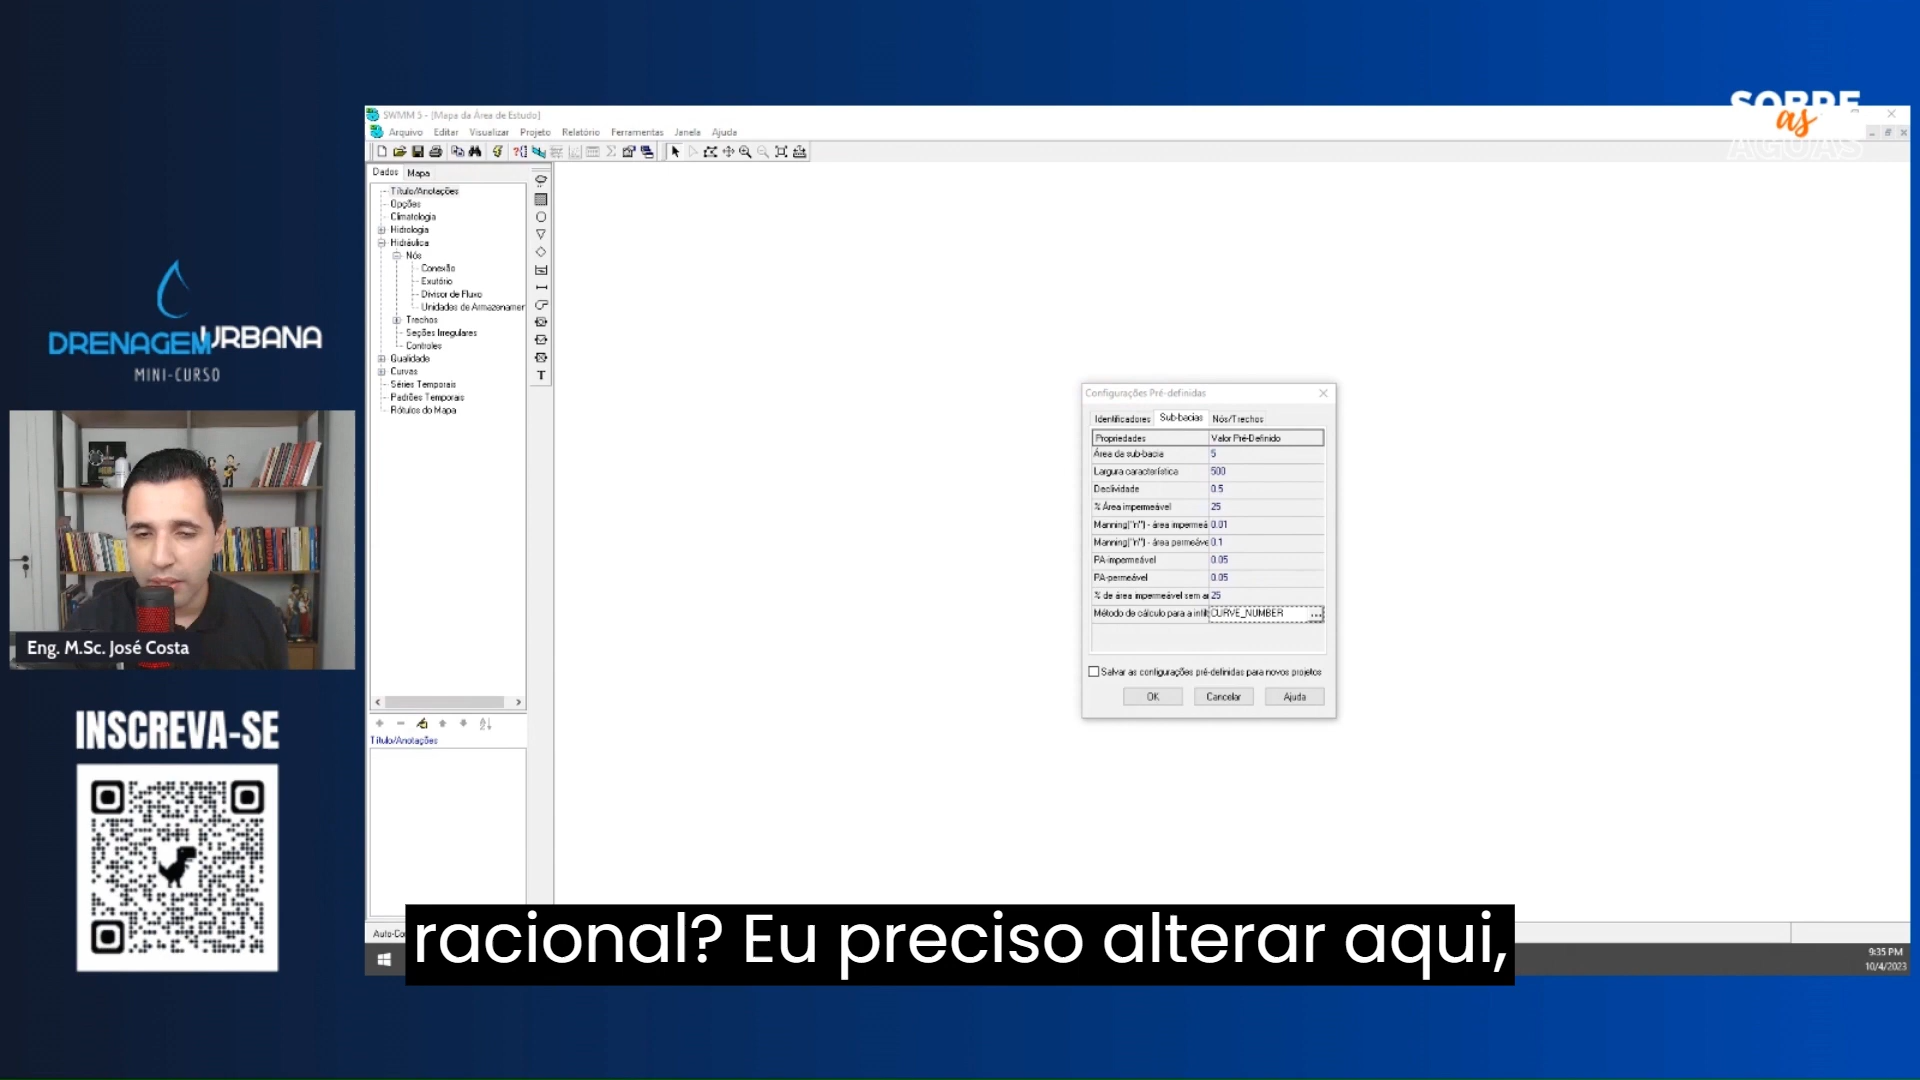 SOBRE
as
ÁGUAS
SWMM 5 - [Mapa da Área de Estudo]
Arquivo Editar Visualizar Projeto Relatório Ferramentas Janela Ajuda
Dados Mapa
Título/Anotações
Opções
Climatologia
Hidrologia
Hidráulica
Nós
Conexão
Exutório
Divisor de Fluxo
Unidades de Armazenamer
Trechos
Seções Irregulares
Controles
Qualidade
Curvas
Séries Temporais
Padrões Temporais
Rótulos do Mapa
T
Título/Anotações
Configurações Pré-definidas
Identificadores Sub-bacias Nós/Trechos
Propriedades Valor Pré-Definido
Área da sub-bacia 5
Largura característica 500
Declividade 0.5
% Área impermeável 25
Manning("n") - área impermeá 0.01
Manning("n") - área permeáve 0.1
PA-impermeável 0.05
PA-permeável 0.05
% de área impermeável sem ar 25
Método de cálculo para a infilt CURVE_NUMBER ...
Salvar as configurações pré-definidas para novos projetos
OK Cancelar Ajuda
DRENAGEM URBANA
MINI-CURSO
Eng. M.Sc. José Costa
INSCREVA-SE
Auto-Co
racional? Eu preciso alterar aqui,
9:35 PM
10/4/2023